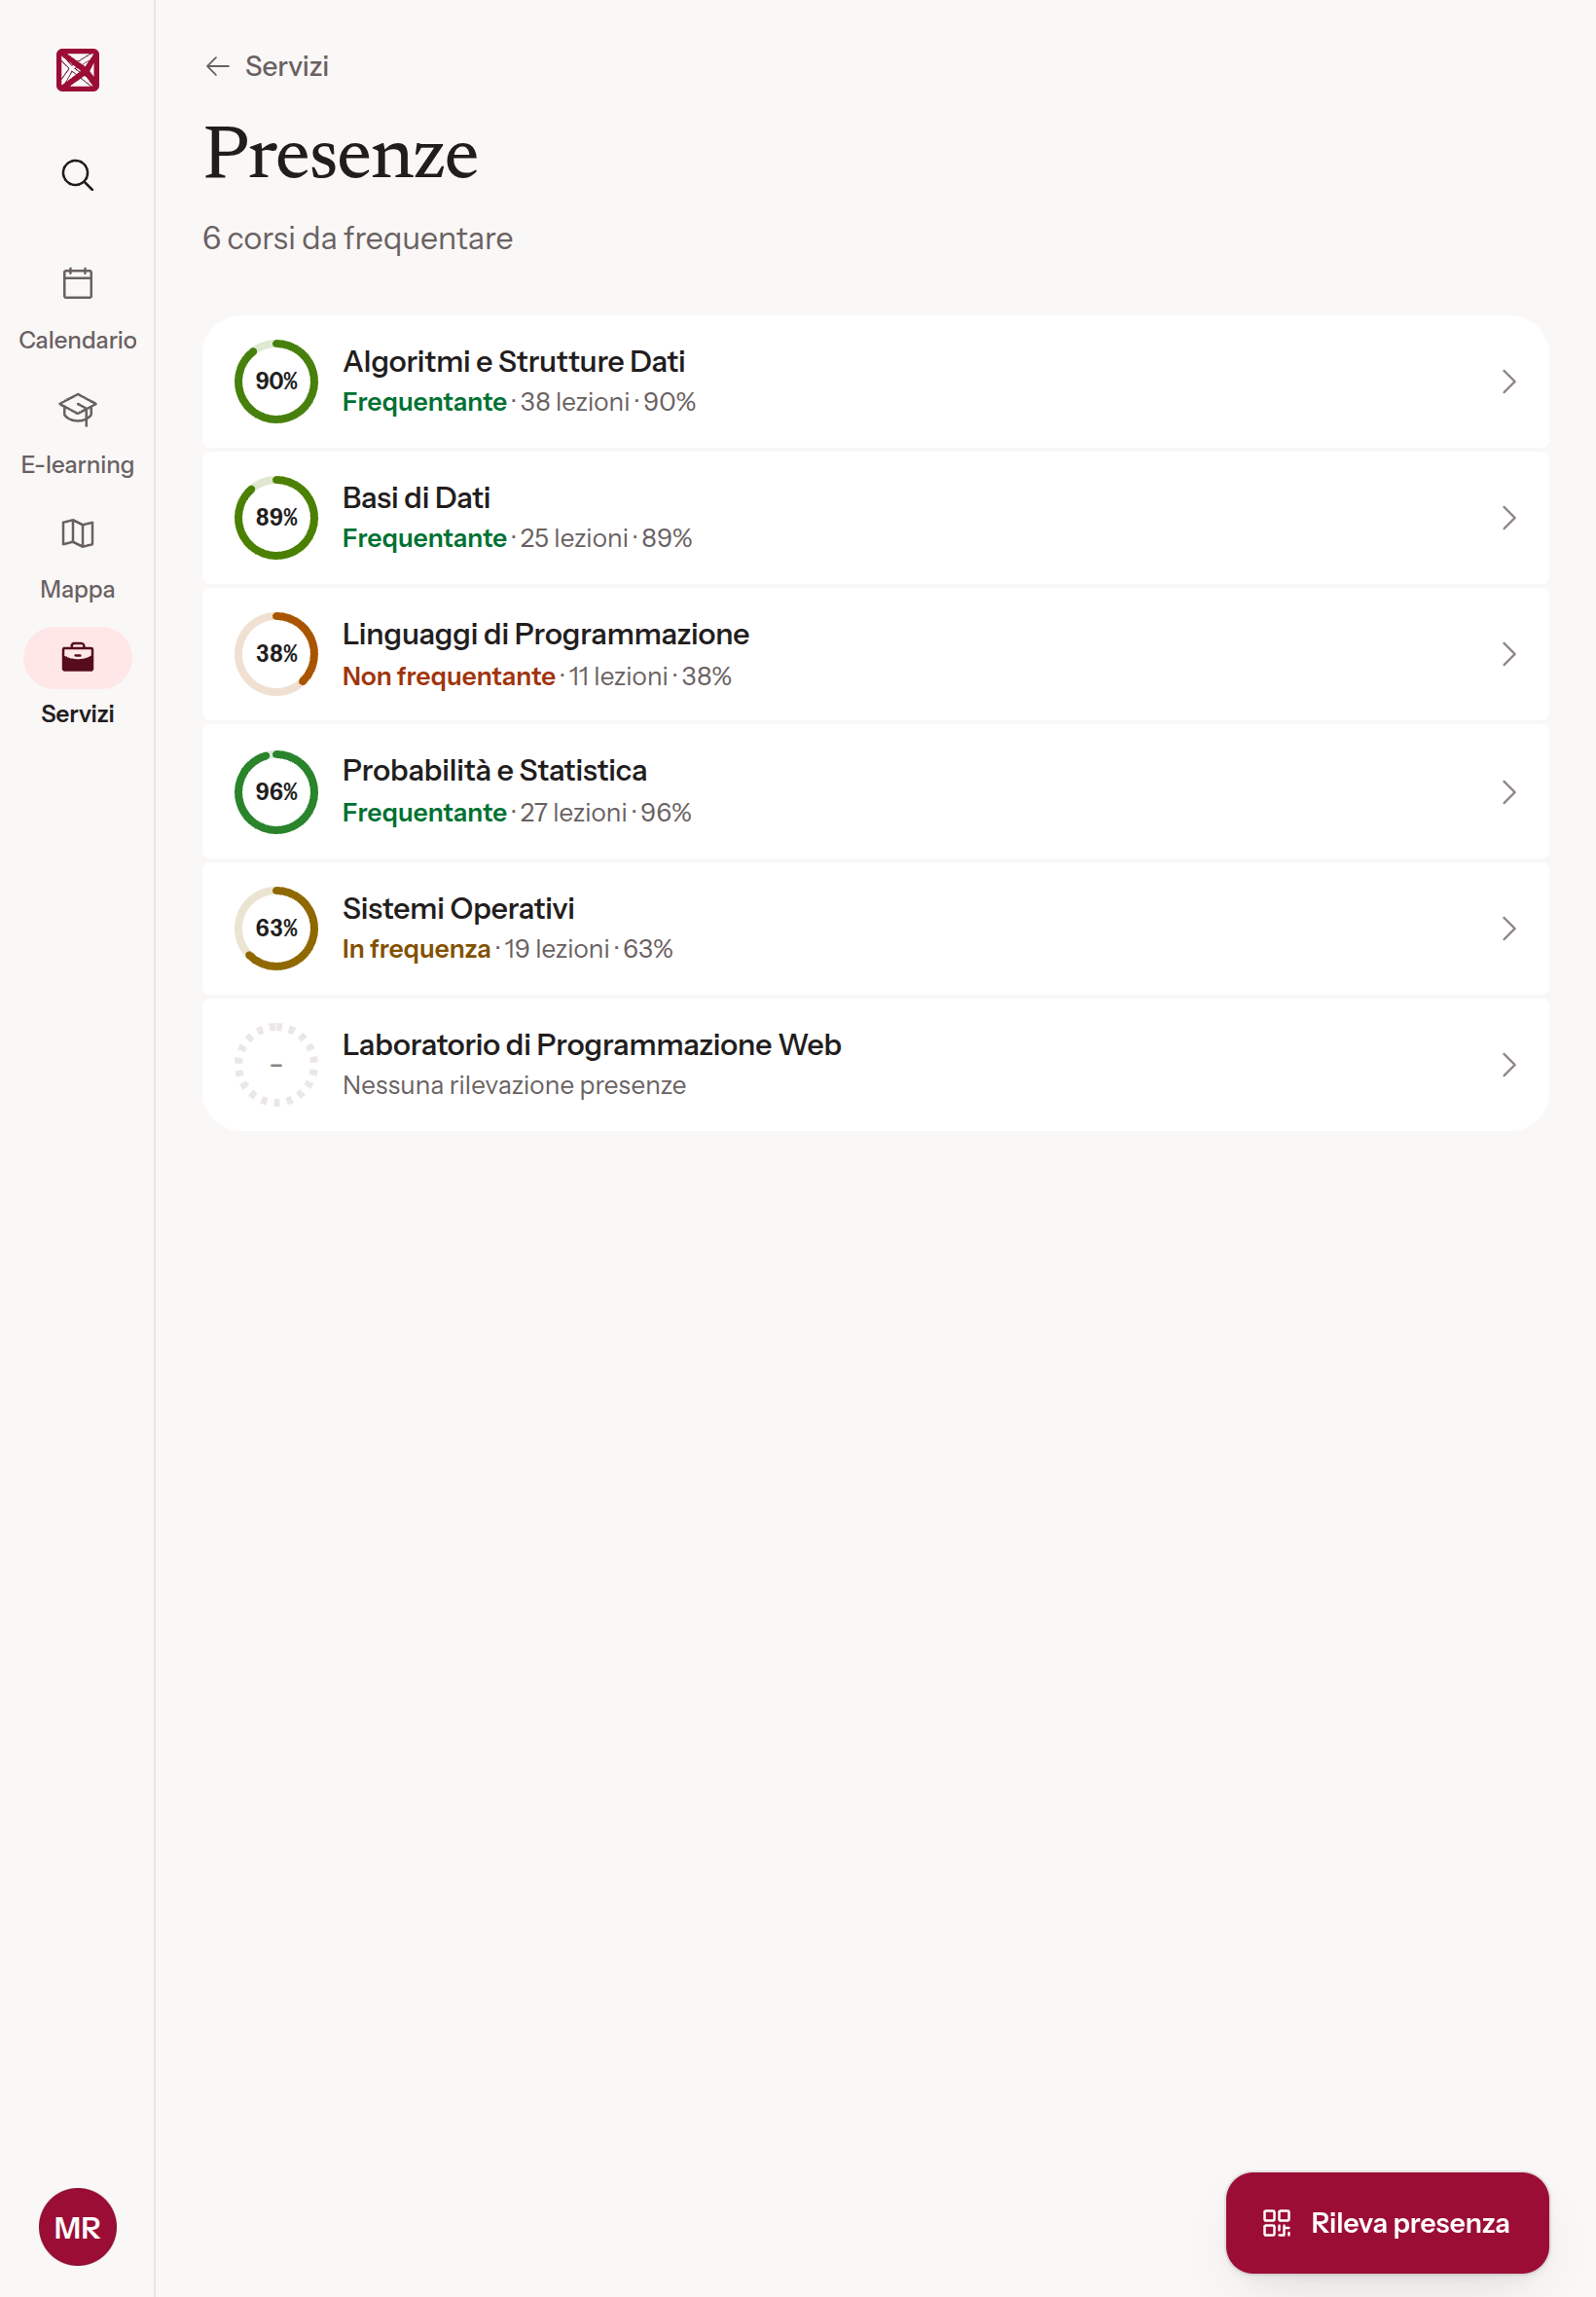 Servizi
Presenze
6 corsi da frequentare
Calendario
E-learning
Mappa
Servizi
90%
Algoritmi e Strutture Dati
Frequentante · 38 lezioni · 90%
89%
Basi di Dati
Frequentante · 25 lezioni · 89%
38%
Linguaggi di Programmazione
Non frequentante · 11 lezioni · 38%
96%
Probabilità e Statistica
Frequentante · 27 lezioni · 96%
63%
Sistemi Operativi
In frequenza · 19 lezioni · 63%
–
Laboratorio di Programmazione Web
Nessuna rilevazione presenze
MR
Rileva presenza